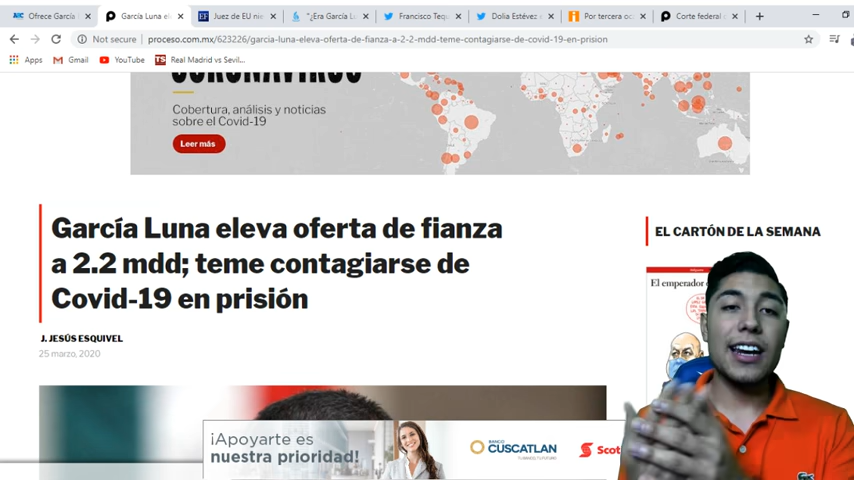 Ofrece García
García Luna el
Juez de EU nie
"¿Era García Lu
Francisco Teq
Dolia Estévez e
Por tercera oc
Corte federal d
Not secure
proceso.com.mx/623226/garcia-luna-eleva-oferta-de-fianza-a-2-2-mdd-teme-contagiarse-de-covid-19-en-prision
Apps
Gmail
YouTube
Real Madrid vs Sevil...
CORONAVIRUS
Cobertura, análisis y noticias
sobre el Covid-19
Leer más
García Luna eleva oferta de fianza
a 2.2 mdd; teme contagiarse de
Covid-19 en prisión
J. JESÚS ESQUIVEL
25 marzo, 2020
EL CARTÓN DE LA SEMANA
El emperador
¡Apoyarte es
nuestra prioridad!
BANCO
CUSCATLAN
Scot